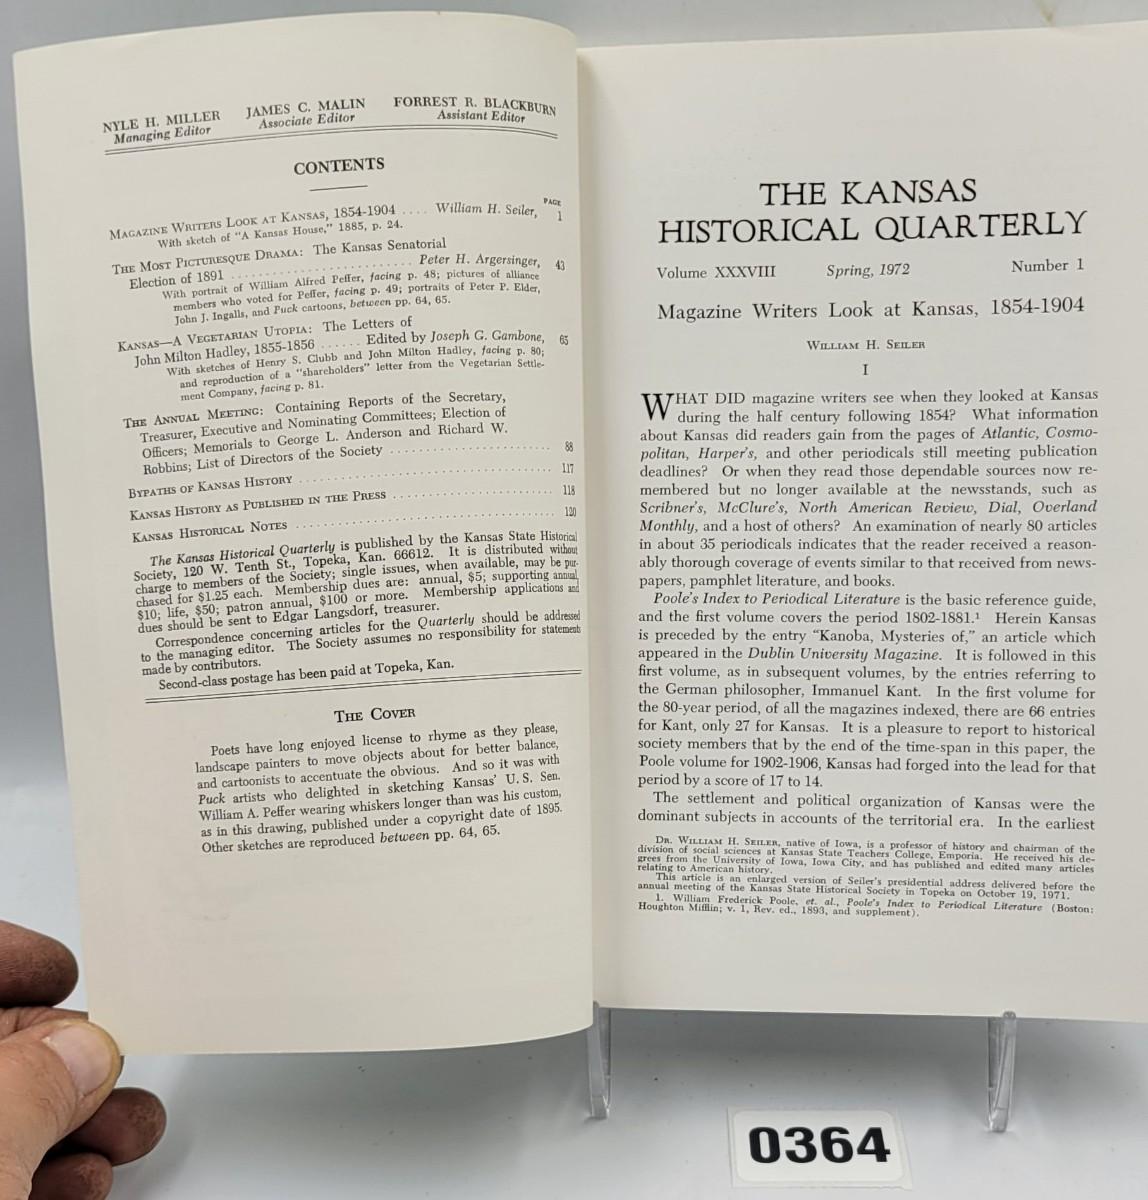 NYLE H. MILLER JAMES C. MALIN FORREST R. BLACKBURN
Managing Editor Associate Editor Assistant Editor
CONTENTS
PAGE
MAGAZINE WRITERS LOOK AT KANSAS, 1854-1904 .... William H. Seiler, 1
With sketch of "A Kansas House," 1885, p. 24.
THE MOST PICTURESQUE DRAMA: The Kansas Senatorial
Election of 1891 .......................... Peter H. Argersinger, 43
With portrait of William Alfred Peffer, facing p. 48; pictures of alliance
members who voted for Peffer, facing p. 49; portraits of Peter P. Elder,
John J. Ingalls, and Puck cartoons, between pp. 64, 65.
KANSAS—A VEGETARIAN UTOPIA: The Letters of
John Milton Hadley, 1855-1856 ...... Edited by Joseph G. Gambone, 65
With sketches of Henry S. Clubb and John Milton Hadley, facing p. 80;
and reproduction of a "shareholders" letter from the Vegetarian Settle-
ment Company, facing p. 81.
THE ANNUAL MEETING: Containing Reports of the Secretary,
Treasurer, Executive and Nominating Committees; Election of
Officers; Memorials to George L. Anderson and Richard W.
Robbins; List of Directors of the Society ...................... 88
BYPATHS OF KANSAS HISTORY .................................. 117
KANSAS HISTORY AS PUBLISHED IN THE PRESS ...................... 118
KANSAS HISTORICAL NOTES .................................. 120
The Kansas Historical Quarterly is published by the Kansas State Historical
Society, 120 W. Tenth St., Topeka, Kan. 66612. It is distributed without
charge to members of the Society; single issues, when available, may be pur-
chased for $1.25 each. Membership dues are: annual, $5; supporting annual,
$10; life, $50; patron annual, $100 or more. Membership applications and
dues should be sent to Edgar Langsdorf, treasurer.
Correspondence concerning articles for the Quarterly should be addressed
to the managing editor. The Society assumes no responsibility for statements
made by contributors.
Second-class postage has been paid at Topeka, Kan.
THE COVER
Poets have long enjoyed license to rhyme as they please,
landscape painters to move objects about for better balance,
and cartoonists to accentuate the obvious. And so it was with
Puck artists who delighted in sketching Kansas' U. S. Sen.
William A. Peffer wearing whiskers longer than was his custom,
as in this drawing, published under a copyright date of 1895.
Other sketches are reproduced between pp. 64, 65.
THE KANSAS
HISTORICAL QUARTERLY
Volume XXXVIII Spring, 1972 Number 1
Magazine Writers Look at Kansas, 1854-1904
WILLIAM H. SEILER
I
WHAT DID magazine writers see when they looked at Kansas
during the half century following 1854? What information
about Kansas did readers gain from the pages of Atlantic, Cosmo-
politan, Harper's, and other periodicals still meeting publication
deadlines? Or when they read those dependable sources now re-
membered but no longer available at the newsstands, such as
Scribner's, McClure's, North American Review, Dial, Overland
Monthly, and a host of others? An examination of nearly 80 articles
in about 35 periodicals indicates that the reader received a reason-
ably thorough coverage of events similar to that received from news-
papers, pamphlet literature, and books.
Poole's Index to Periodical Literature is the basic reference guide,
and the first volume covers the period 1802-1881.¹ Herein Kansas
is preceded by the entry "Kanoba, Mysteries of," an article which
appeared in the Dublin University Magazine. It is followed in this
first volume, as in subsequent volumes, by the entries referring to
the German philosopher, Immanuel Kant. In the first volume for
the 80-year period, of all the magazines indexed, there are 66 entries
for Kant, only 27 for Kansas. It is a pleasure to report to historical
society members that by the end of the time-span in this paper, the
Poole volume for 1902-1906, Kansas had forged into the lead for that
period by a score of 17 to 14.
The settlement and political organization of Kansas were the
dominant subjects in accounts of the territorial era. In the earliest
DR. WILLIAM H. SEILER, native of Iowa, is a professor of history and chairman of the
division of social sciences at Kansas State Teachers College, Emporia. He received his de-
grees from the University of Iowa, Iowa City, and has published and edited many articles
relating to American history.
This article is an enlarged version of Seiler's presidential address delivered before the
annual meeting of the Kansas State Historical Society in Topeka on October 19, 1971.
1. William Frederick Poole, et. al., Poole's Index to Periodical Literature (Boston:
Houghton Mifflin; v. 1, Rev. ed., 1893, and supplement).
0364